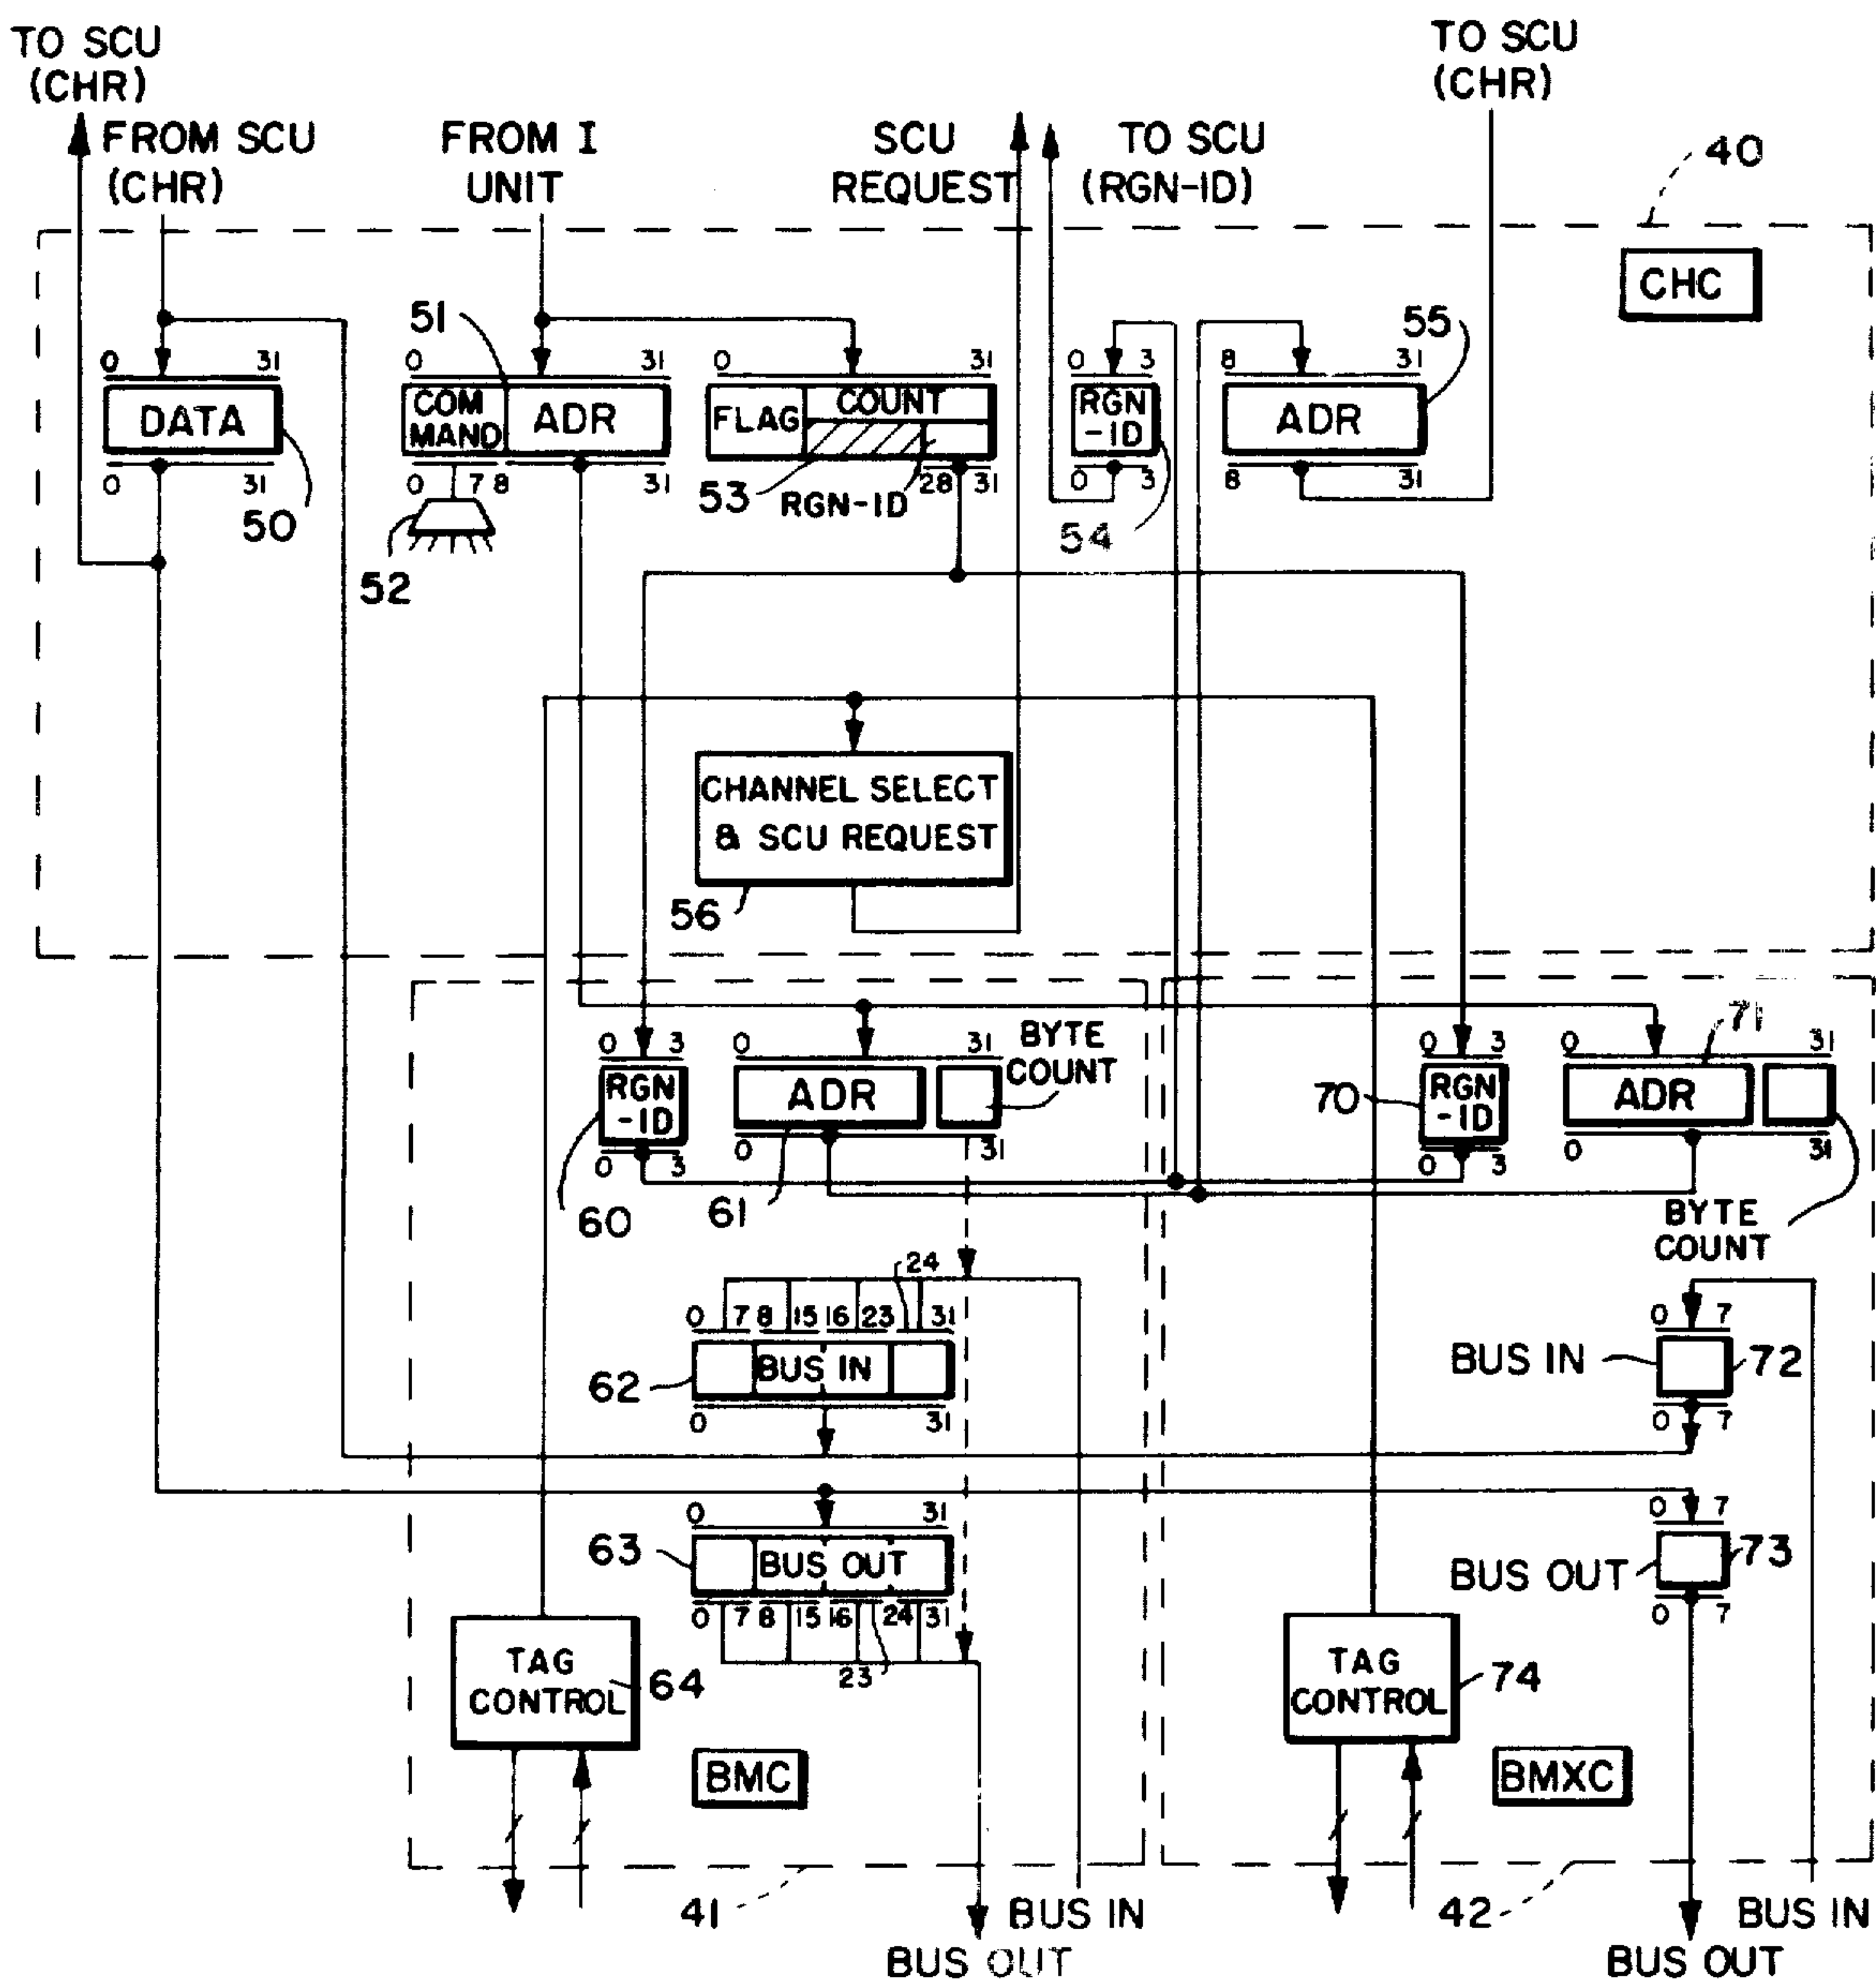 TO SCU
(CHR)
FROM SCU
(CHR)
FROM I
UNIT
SCU
REQUEST
TO SCU
(RGN-ID)
TO SCU
(CHR)
40
CHC
0 31
DATA
0 31
50
51
0 31
COM
MAND
ADR
0 7 8 31
52
0 31
FLAG
COUNT
28 31
53
RGN-ID
0 3
RGN
-ID
0 3
54
8 31
55
ADR
8 31
CHANNEL SELECT
& SCU REQUEST
56
0 3
RGN
-ID
0 3
60
0 31
ADR
0 31
61
BYTE
COUNT
0 3
70
RGN
-ID
0 3
71
0 31
ADR
0 31
BYTE
COUNT
24
0 7 8 15 16 23 31
62
BUS IN
0 31
0 7
BUS IN
72
0 7
0 31
63
BUS OUT
0 7 8 15 16 24 31
23
0 7
BUS OUT
73
0 7
TAG
CONTROL
64
BMC
TAG
CONTROL
74
BMXC
41
BUS IN
BUS OUT
42
BUS IN
BUS OUT